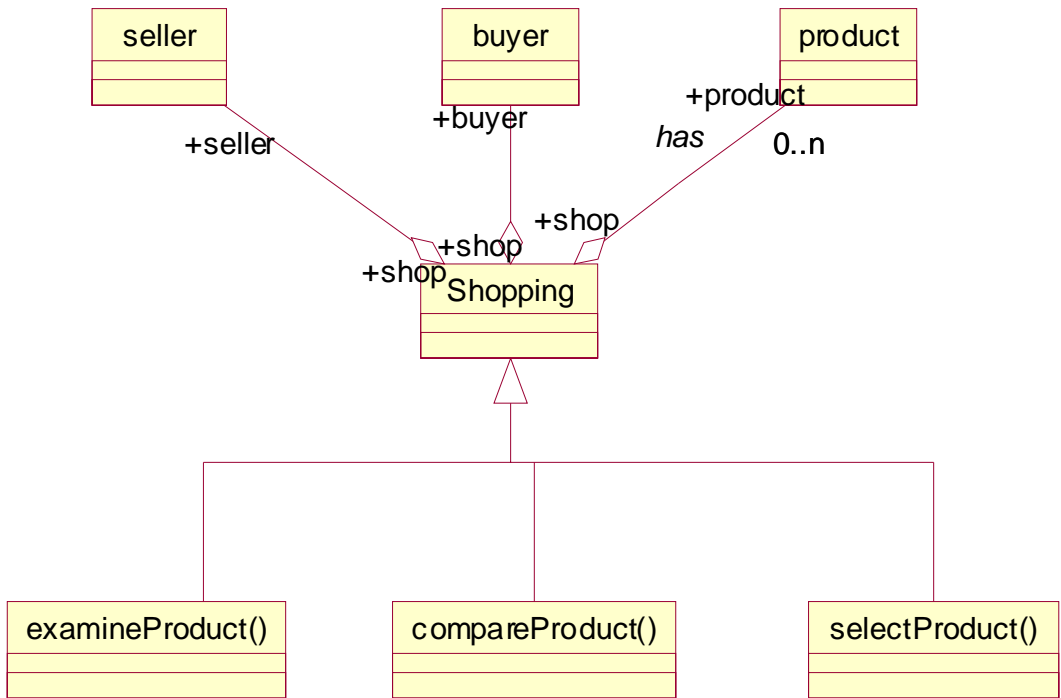 seller
buyer
product
+product
+buyer
+seller
has
0..n
+shop
+shop
+shop
Shopping
examineProduct()
compareProduct()
selectProduct()